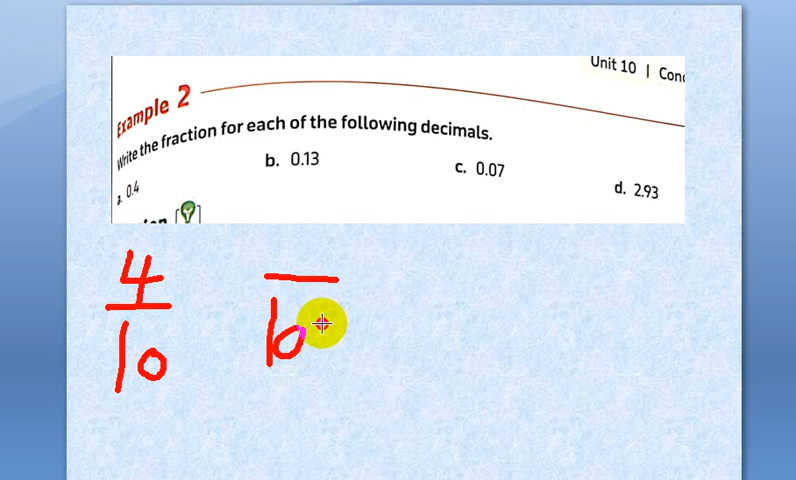 Unit 10 |
Example 2
Write the fraction for each of the following decimals.
a. 0.4 b. 0.13 c. 0.07 d. 2.93
4 
10 10